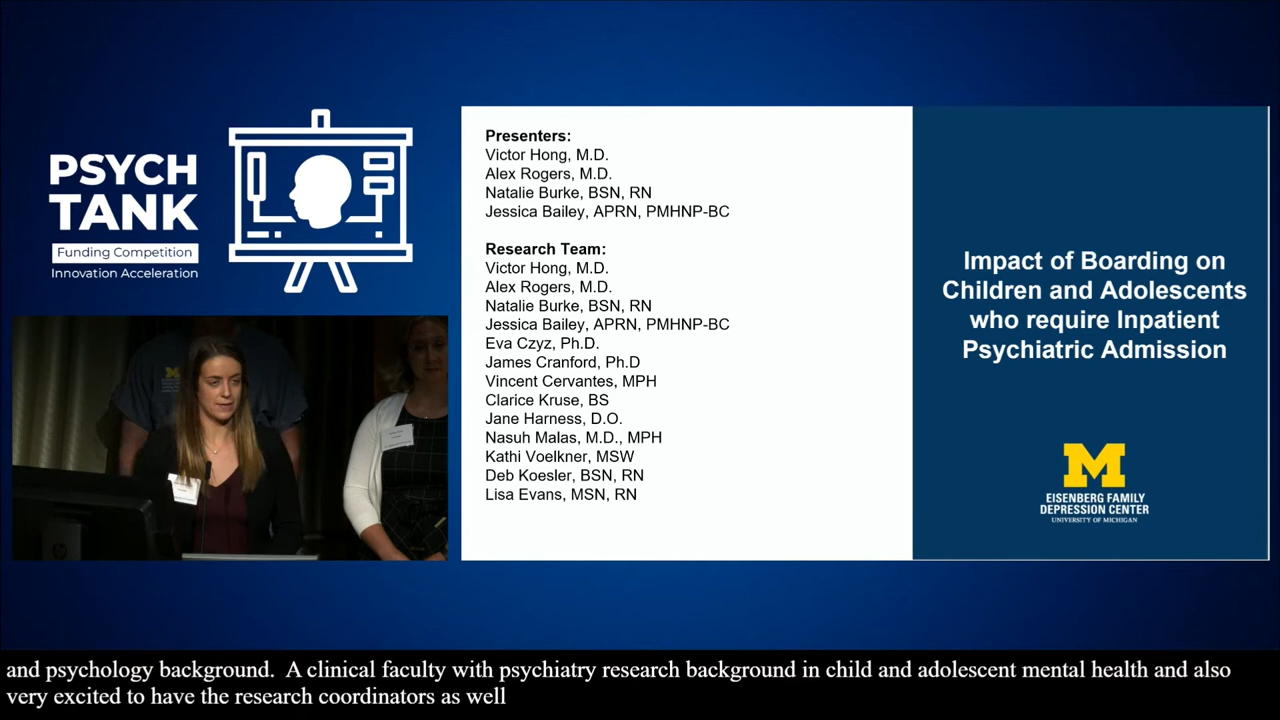 PSYCH
TANK
Funding Competition
Innovation Acceleration
Presenters:
Victor Hong, M.D.
Alex Rogers, M.D.
Natalie Burke, BSN, RN
Jessica Bailey, APRN, PMHNP-BC
Research Team:
Victor Hong, M.D.
Alex Rogers, M.D.
Natalie Burke, BSN, RN
Jessica Bailey, APRN, PMHNP-BC
Eva Czyz, Ph.D.
James Cranford, Ph.D
Vincent Cervantes, MPH
Clarice Kruse, BS
Jane Harness, D.O.
Nasuh Malas, M.D., MPH
Kathi Voelkner, MSW
Deb Koesler, BSN, RN
Lisa Evans, MSN, RN
Impact of Boarding on
Children and Adolescents
who require Inpatient
Psychiatric Admission
M
EISENBERG FAMILY
DEPRESSION CENTER
UNIVERSITY OF MICHIGAN
and psychology background.  A clinical faculty with psychiatry research background in child and adolescent mental health and also
very excited to have the research coordinators as well